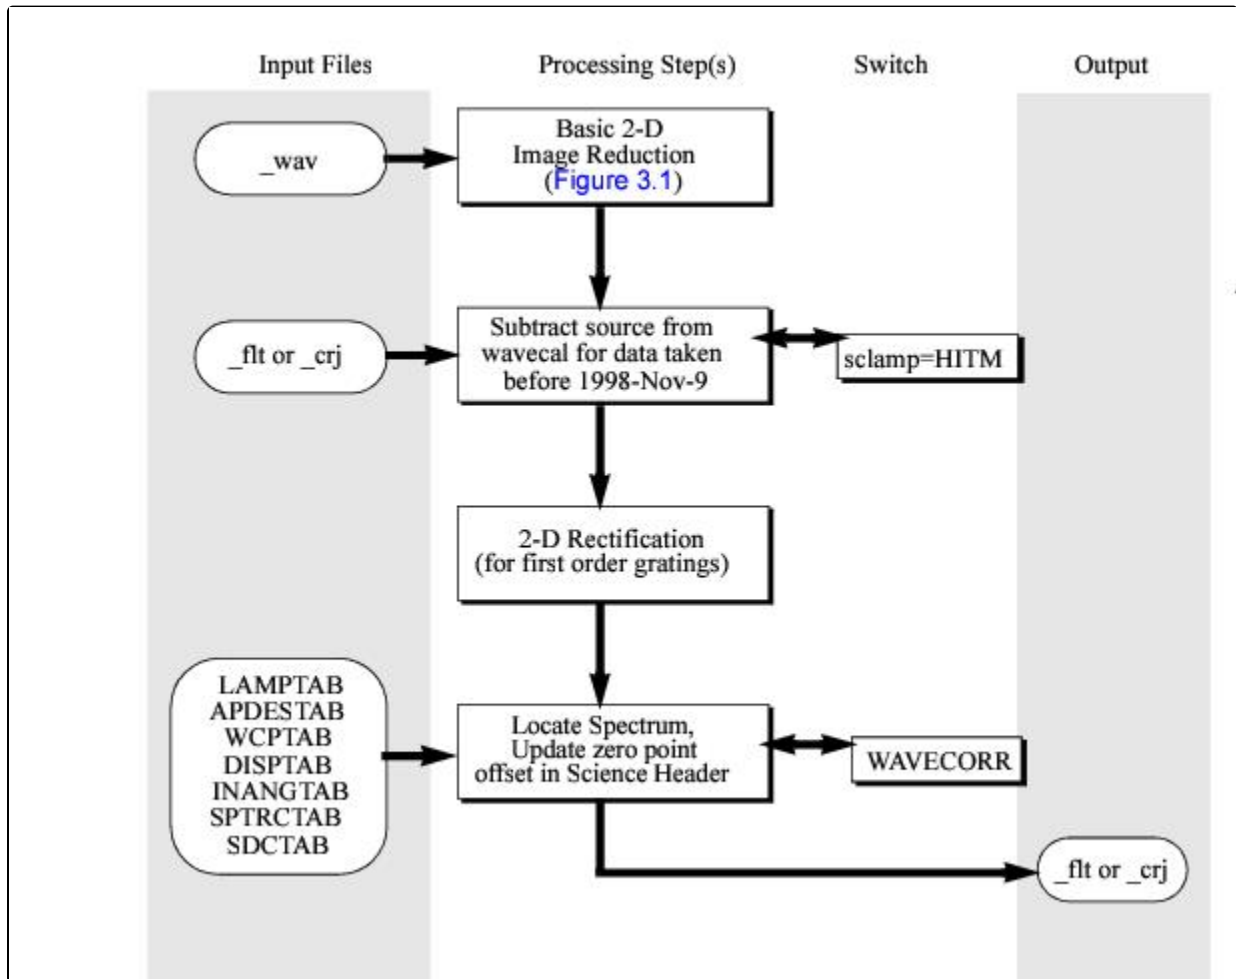 Input Files
Processing Step(s)
Switch
Output
_wav
Basic 2-D
Image Reduction
(Figure 3.1)
_flt or _crj
Subtract source from
wavecal for data taken
before 1998-Nov-9
sclamp=HITM
2-D Rectification
(for first order gratings)
LAMPTAB
APDESTAB
WCPTAB
DISPTAB
INANGTAB
SPTRCTAB
SDCTAB
Locate Spectrum,
Update zero point
offset in Science Header
WAVECORR
_flt or _crj